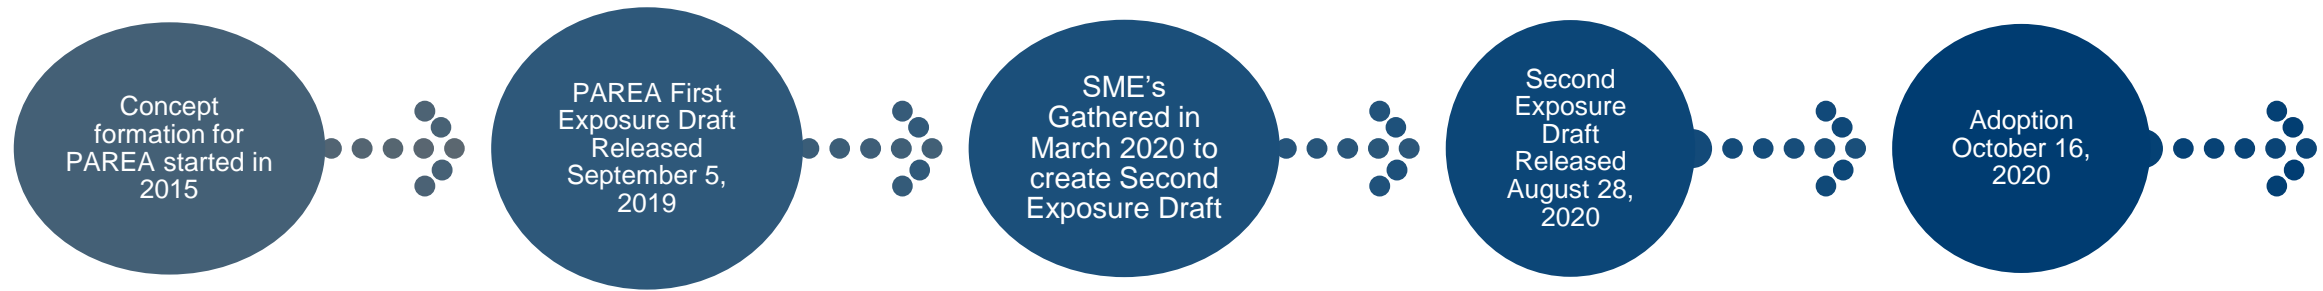 Concept
formation for
PAREA started in
2015
PAREA First
Exposure Draft
Released
September 5,
2019
SME's
Gathered in
March 2020 to
create Second
Exposure Draft
Second
Exposure
Draft
Released
August 28,
2020
Adoption
October 16,
2020